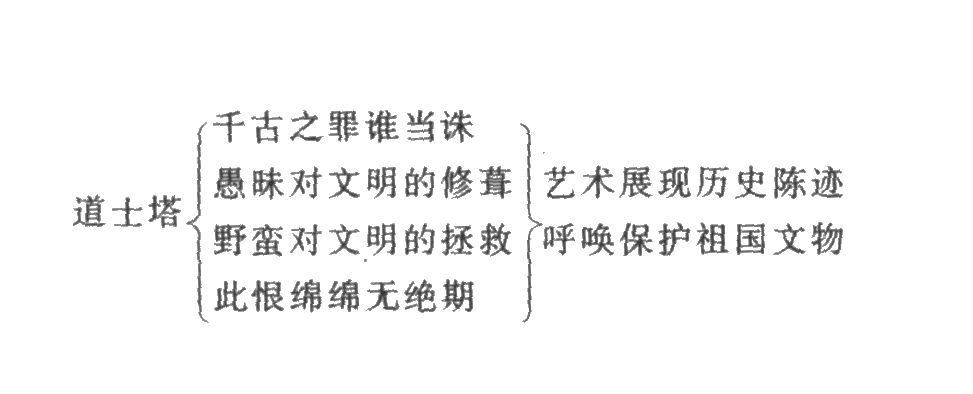 道士塔
千古之罪谁当诛
愚昧对文明的修葺
野蛮对文明的拯救
此恨绵绵无绝期
艺术展现历史陈迹
呼唤保护祖国文物